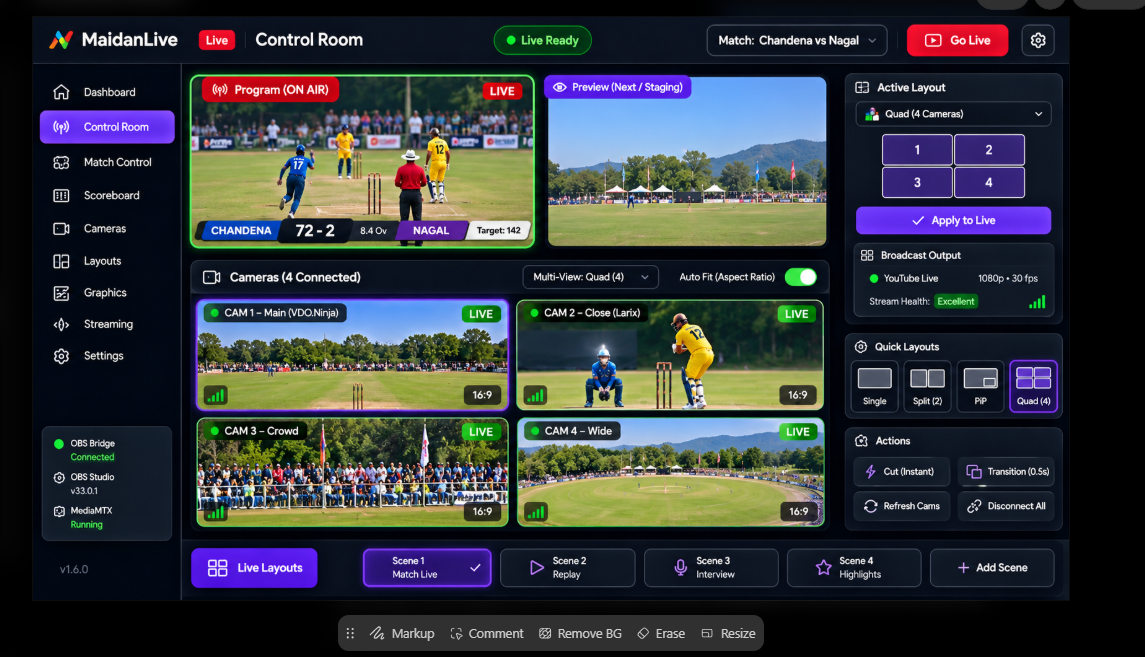 MaidanLive
Live
Control Room
Live Ready
Match: Chandena vs Nagal
Go Live
Dashboard
Control Room
Match Control
Scoreboard
Cameras
Layouts
Graphics
Streaming
Settings
OBS Bridge
Connected
OBS Studio
v33.0.1
MediaMTX
Running
v1.6.0
Program (ON AIR)
LIVE
17
12
CHANDENA
72 - 2
8.4 Ov
NAGAL
Target: 142
Preview (Next / Staging)
Cameras (4 Connected)
Multi-View: Quad (4)
Auto Fit (Aspect Ratio)
CAM 1 – Main (VDO.Ninja)
LIVE
16:9
CAM 2 – Close (Larix)
LIVE
12
16:9
CAM 3 – Crowd
LIVE
16:9
CAM 4 – Wide
LIVE
16:9
Active Layout
Quad (4 Cameras)
1
2
3
4
Apply to Live
Broadcast Output
YouTube Live
1080p • 30 fps
Stream Health: Excellent
Quick Layouts
Single
Split (2)
PiP
Quad (4)
Actions
Cut (Instant)
Transition (0.5s)
Refresh Cams
Disconnect All
Live Layouts
Scene 1
Match Live
Scene 2
Replay
Scene 3
Interview
Scene 4
Highlights
+ Add Scene
Markup
Comment
Remove BG
Erase
Resize